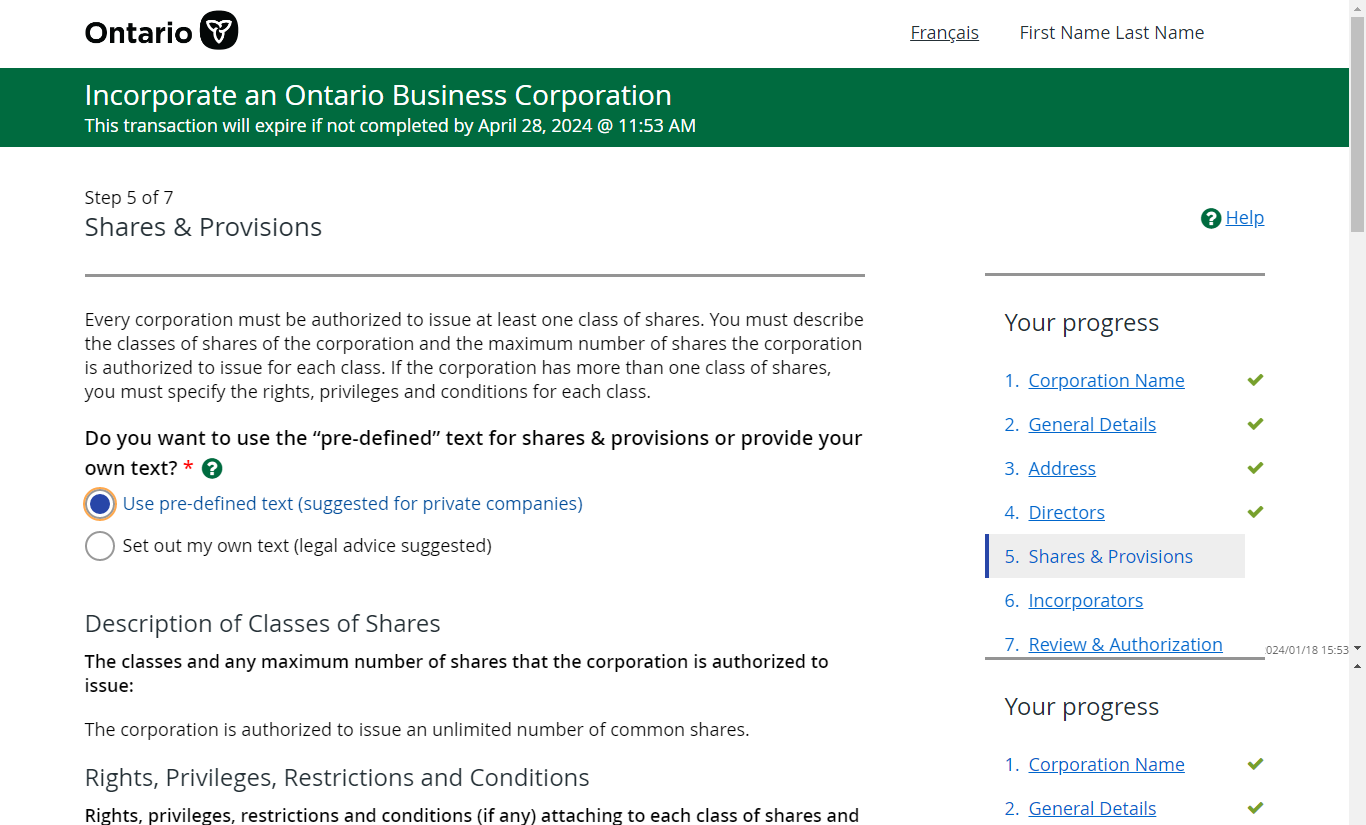 Ontario
Français First Name Last Name
Incorporate an Ontario Business Corporation
This transaction will expire if not completed by April 28, 2024 @ 11:53 AM
Step 5 of 7
Shares & Provisions
? Help
Every corporation must be authorized to issue at least one class of shares. You must describe
the classes of shares of the corporation and the maximum number of shares the corporation
is authorized to issue for each class. If the corporation has more than one class of shares,
you must specify the rights, privileges and conditions for each class.
Do you want to use the “pre-defined” text for shares & provisions or provide your
own text? * ?
Use pre-defined text (suggested for private companies)
Set out my own text (legal advice suggested)
Description of Classes of Shares
The classes and any maximum number of shares that the corporation is authorized to
issue:
The corporation is authorized to issue an unlimited number of common shares.
Rights, Privileges, Restrictions and Conditions
Rights, privileges, restrictions and conditions (if any) attaching to each class of shares and
Your progress
1. Corporation Name
2. General Details
3. Address
4. Directors
5. Shares & Provisions
6. Incorporators
7. Review & Authorization
024/01/18 15:53
Your progress
1. Corporation Name
2. General Details